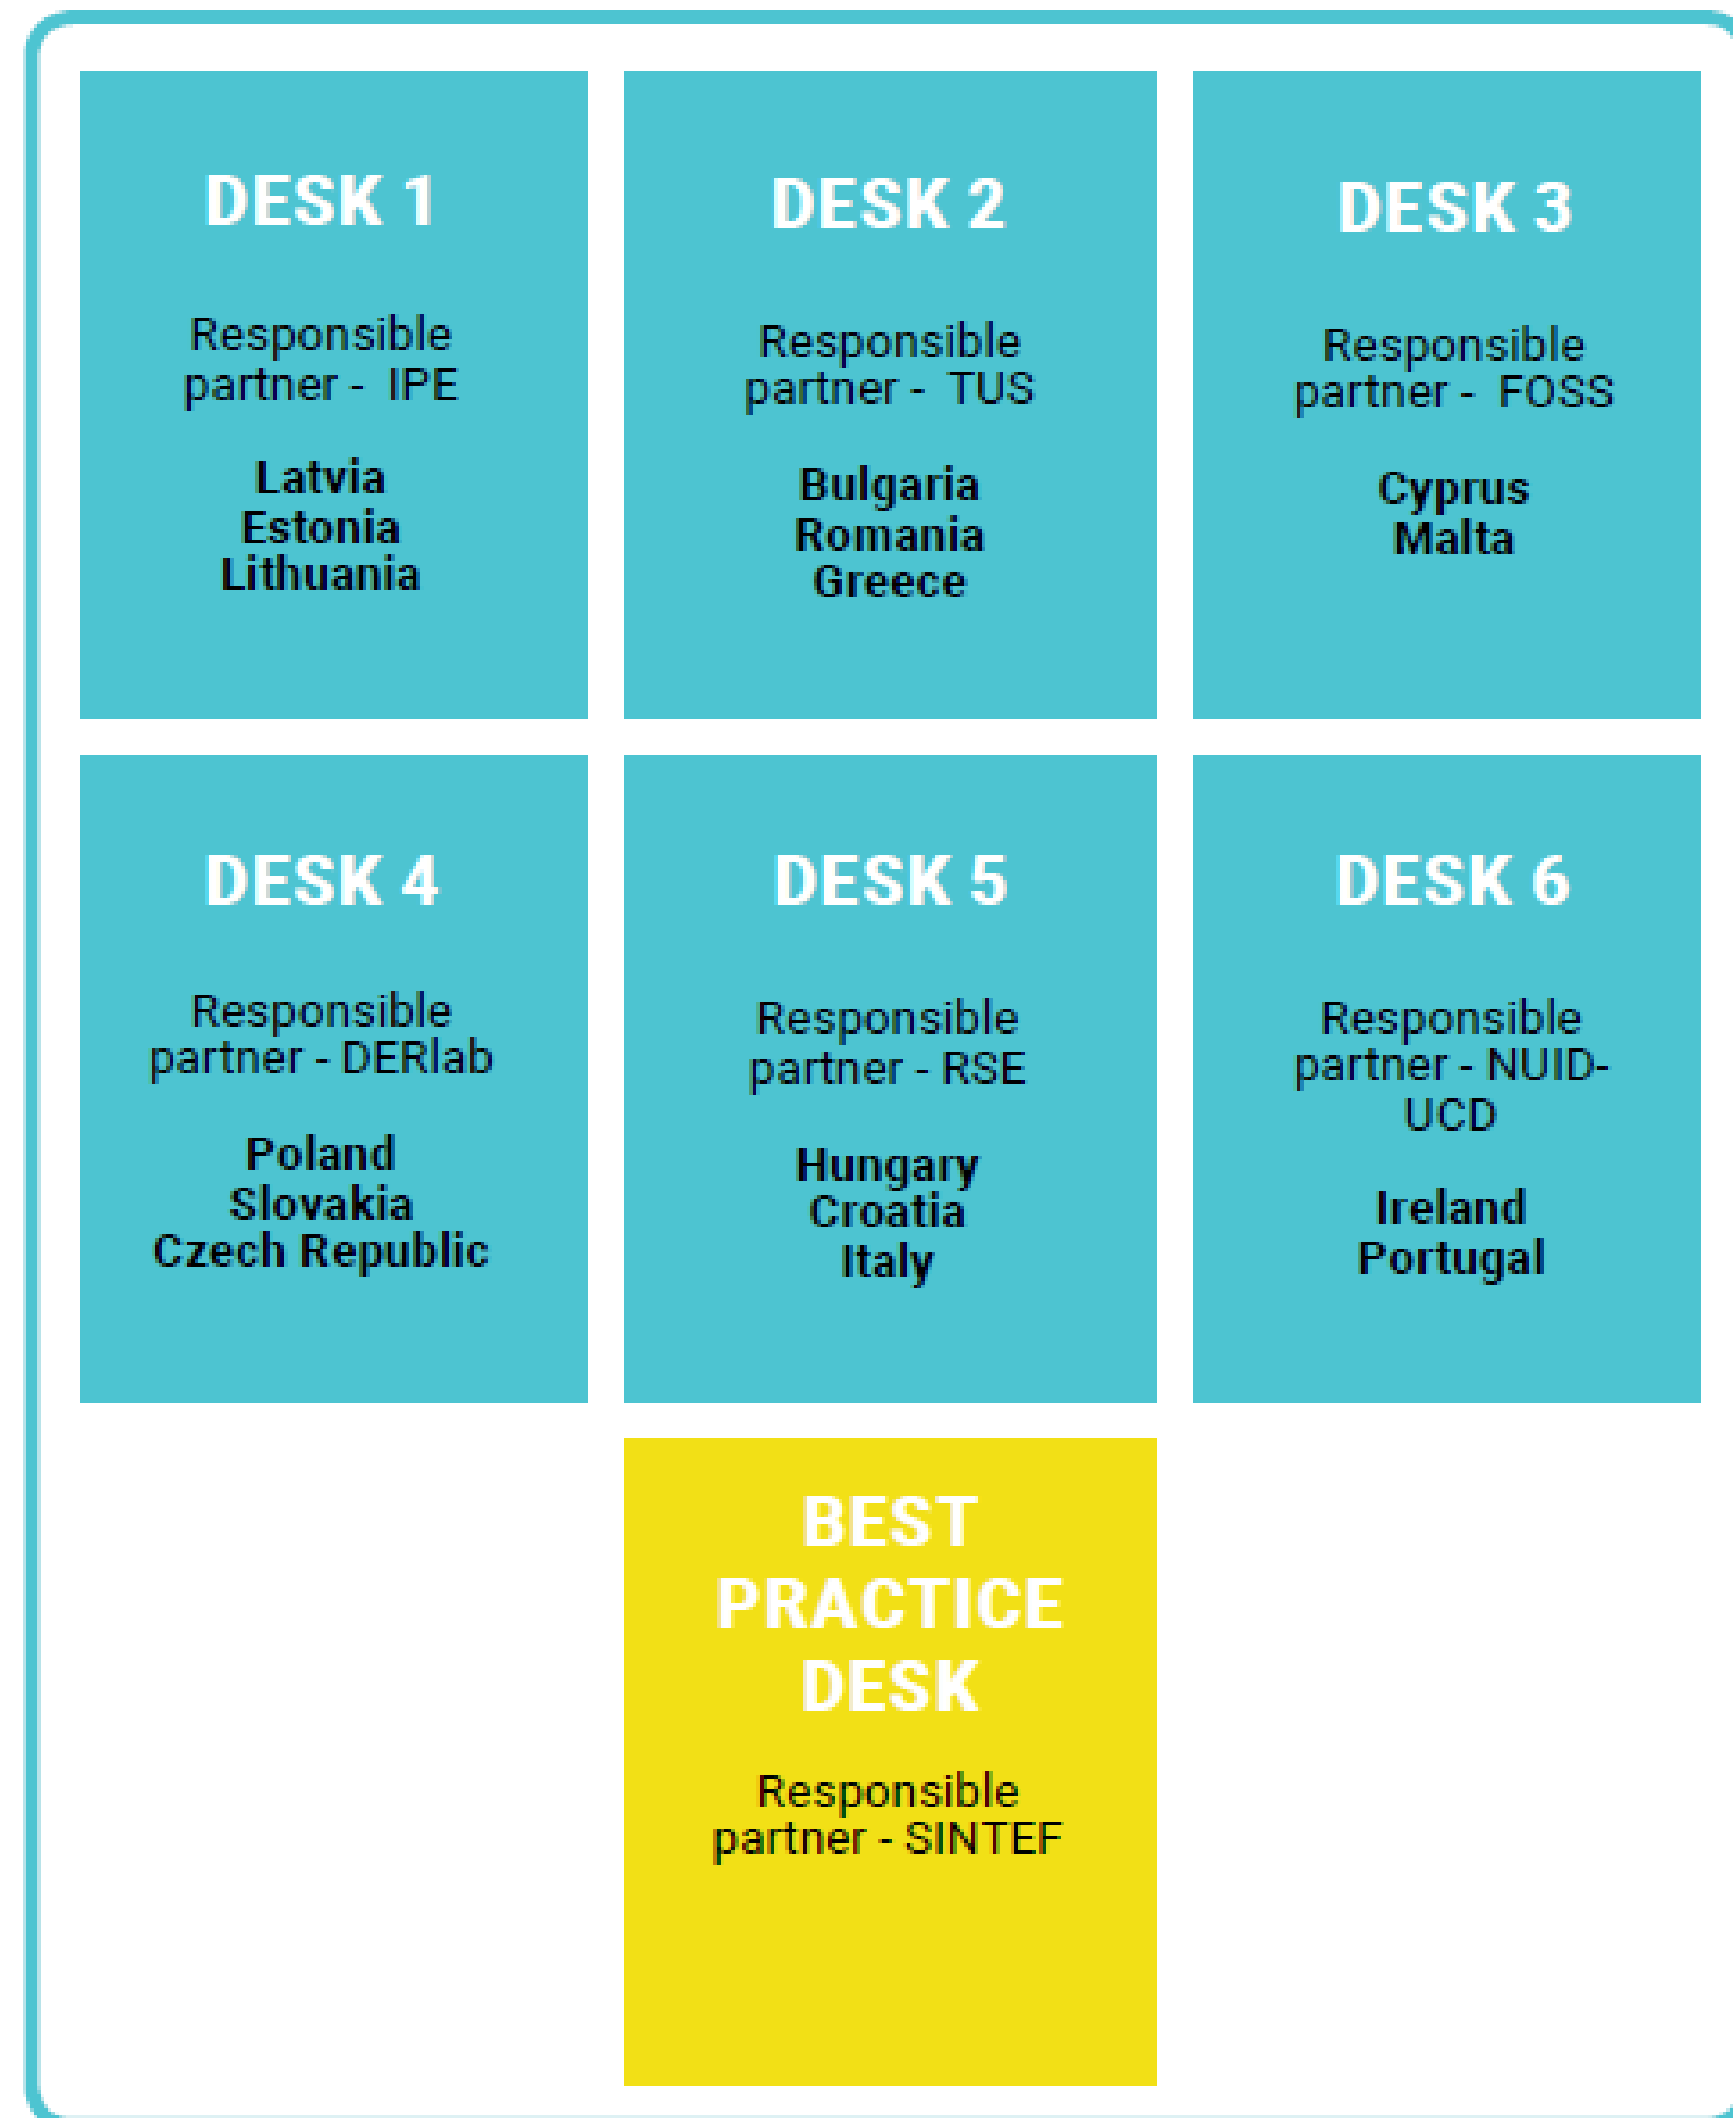 DESK 1
Responsible
partner - IPE
Latvia
Estonia
Lithuania
DESK 2
Responsible
partner - TUS
Bulgaria
Romania
Greece
DESK 3
Responsible
partner - FOSS
Cyprus
Malta
DESK 4
Responsible
partner - DERlab
Poland
Slovakia
Czech Republic
DESK 5
Responsible
partner - RSE
Hungary
Croatia
Italy
DESK 6
Responsible
partner - NUID-
UCD
Ireland
Portugal
BEST
PRACTICE
DESK
Responsible
partner - SINTEF